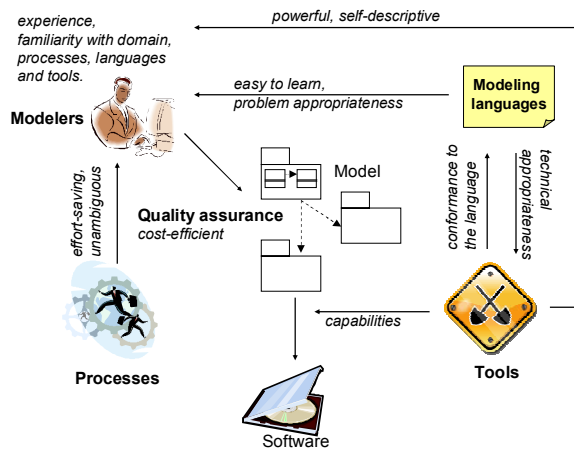 powerful, self-descriptive
experience,
familiarity with domain,
processes, languages
and tools.
easy to learn,
problem appropriateness
Modeling
languages
Modelers
Model
effort-saving,
unambiguous
Quality assurance
cost-efficient
conformance to
the language
technical
appropriateness
capabilities
Processes
Tools
Software